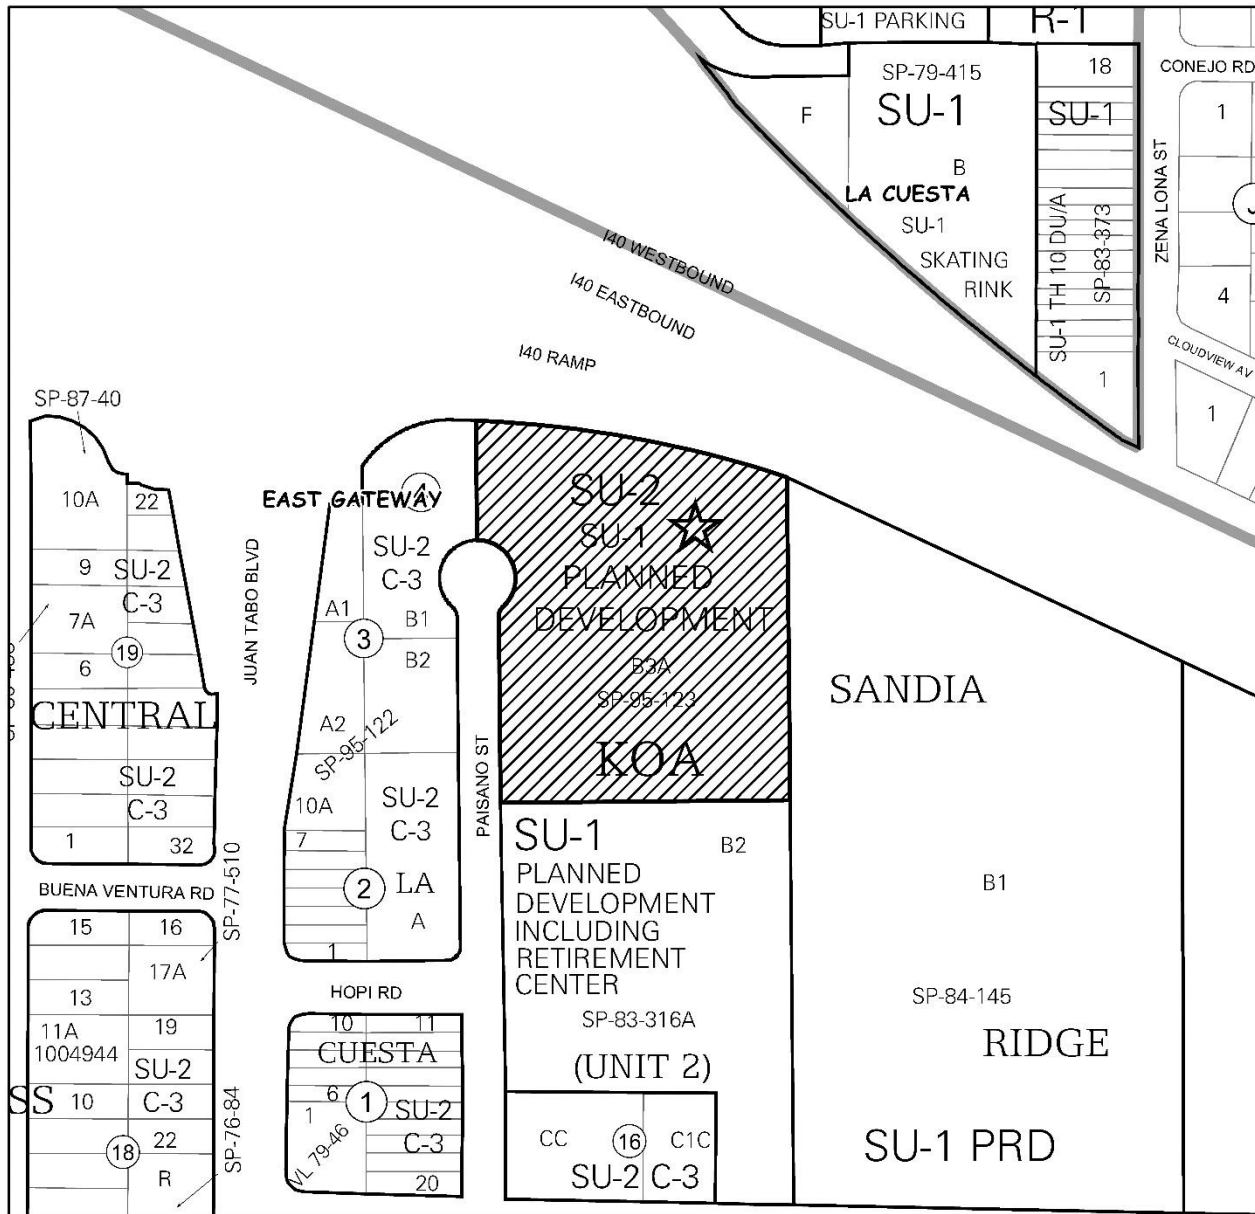 SU-1 PARKING
R-1
SP-79-415
SU-1
18
SU-1
CONEJO RD
F
1
B
LA CUESTA
SU-1
SKATING
RINK
SU-1 TH 10 DU/A
SP-83-373
ZENA LONA ST
4
CLOUDVIEW AV
1
1
I40 WESTBOUND
I40 EASTBOUND
I40 RAMP
SP-87-40
10A
22
EAST GATEWAY
4
SU-2
C-3
9
SU-2
C-3
7A
19
6
JUAN TABO BLVD
A1
3
B1
B2
SU-2
SU-1
PLANNED
DEVELOPMENT
B3A
SP-95-123
KOA
SANDIA
CENTRAL
A2
SP-95-122
PAISANO ST
SU-2
C-3
10A
SU-2
C-3
1
32
7
SU-1
PLANNED
DEVELOPMENT
INCLUDING
RETIREMENT
CENTER
B2
B1
BUENA VENTURA RD
SP-77-510
2
LA
A
15
16
17A
1
HOPI RD
SP-83-316A
SP-84-145
13
11A
1004944
19
10
11
CUESTA
(UNIT 2)
RIDGE
SU-2
C-3
SS
10
6
1
1
SU-2
C-3
VL 79-46
20
18
22
R
SP-76-84
CC
16
C1C
SU-2
C-3
SU-1 PRD